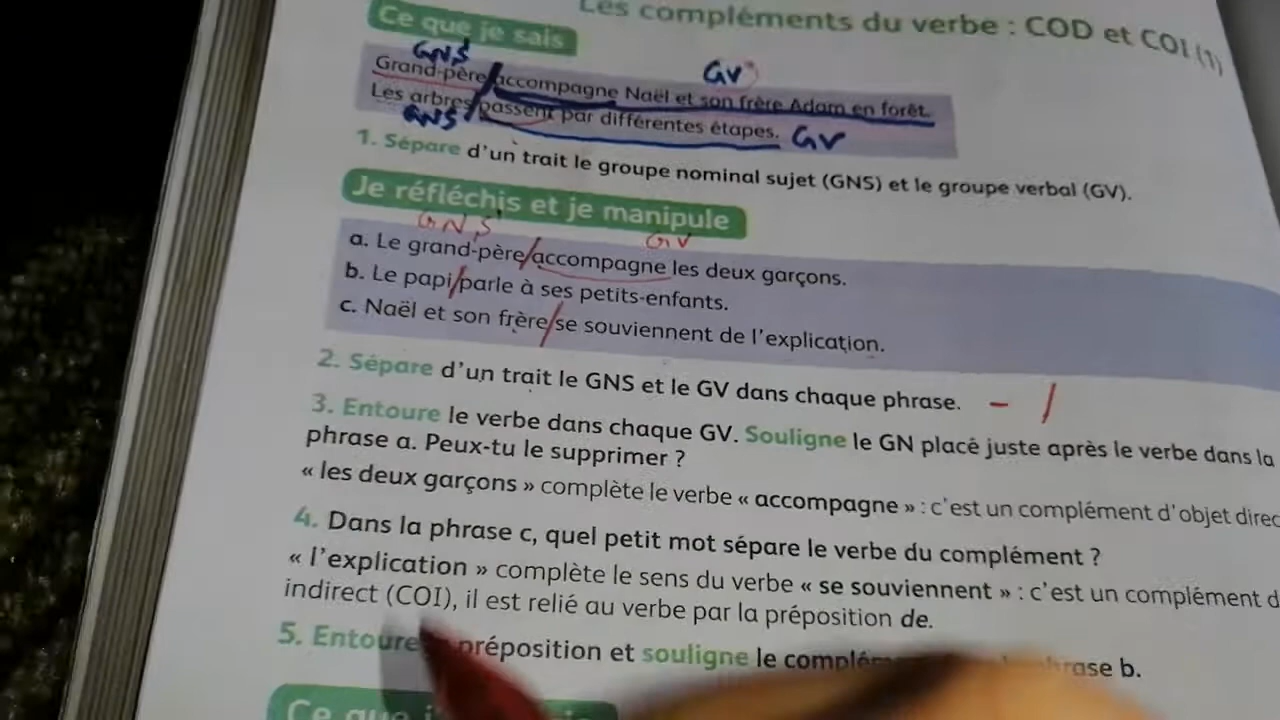 Les compléments du verbe : COD et COI (1)
Ce que je sais
GNS
GV
Grand-père/accompagne Naël et son frère Adam en forêt.
Les arbres/passent par différentes étapes. GV
GNS
1. Sépare d'un trait le groupe nominal sujet (GNS) et le groupe verbal (GV).
Je réfléchis et je manipule
GNS
GV
a. Le grand-père/accompagne les deux garçons.
b. Le papi/parle à ses petits-enfants.
c. Naël et son frère/se souviennent de l'explication.
2. Sépare d'un trait le GNS et le GV dans chaque phrase. - /
3. Entoure le verbe dans chaque GV. Souligne le GN placé juste après le verbe dans la
phrase a. Peux-tu le supprimer ?
« les deux garçons » complète le verbe « accompagne » : c'est un complément d'objet direc
4. Dans la phrase c, quel petit mot sépare le verbe du complément ?
« l'explication » complète le sens du verbe « se souviennent » : c'est un complément d
indirect (COI), il est relié au verbe par la préposition de.
5. Entoure préposition et souligne le phrase b.
Ce que